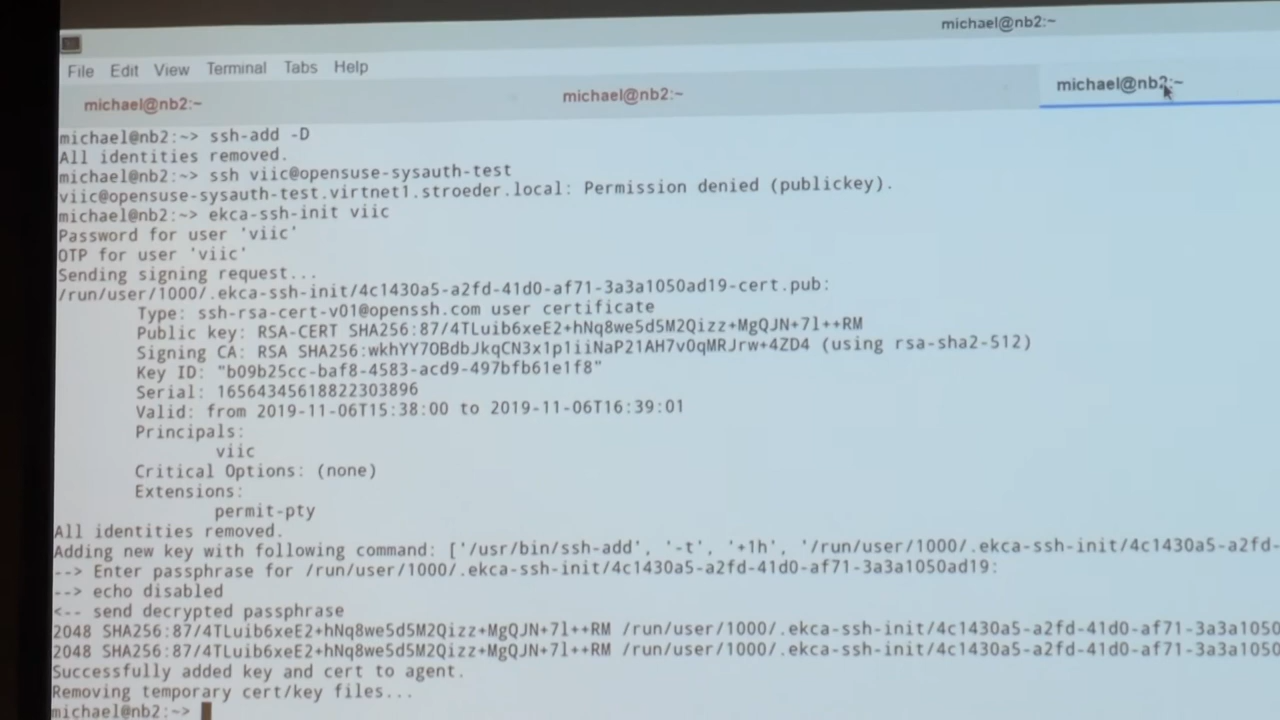 michael@nb2:~
File Edit View Terminal Tabs Help
michael@nb2:~ michael@nb2:~ michael@nb2:~
michael@nb2:~> ssh-add -D
All identities removed.
michael@nb2:~> ssh viic@opensuse-sysauth-test
viic@opensuse-sysauth-test.virtnet1.stroeder.local: Permission denied (publickey).
michael@nb2:~> ekca-ssh-init viic
Password for user 'viic'
OTP for user 'viic'
Sending signing request...
/run/user/1000/.ekca-ssh-init/4c1430a5-a2fd-41d0-af71-3a3a1050ad19-cert.pub:
Type: ssh-rsa-cert-v01@openssh.com user certificate
Public key: RSA-CERT SHA256:87/4TLuib6xeE2+hNq8we5d5M2Qizz+MgQJN+7l++RM
Signing CA: RSA SHA256:wkhYY7OBdbJkqCN3x1p1iiNaP21AH7v0qMRJrw+4ZD4 (using rsa-sha2-512)
Key ID: "b09b25cc-baf8-4583-acd9-497bfb61e1f8"
Serial: 16564345618822303896
Valid: from 2019-11-06T15:38:00 to 2019-11-06T16:39:01
Principals:
viic
Critical Options: (none)
Extensions:
permit-pty
All identities removed.
Adding new key with following command: ['/usr/bin/ssh-add', '-t', '+1h', '/run/user/1000/.ekca-ssh-init/4c1430a5-a2fd-
--> Enter passphrase for /run/user/1000/.ekca-ssh-init/4c1430a5-a2fd-41d0-af71-3a3a1050ad19:
--> echo disabled
<-- send decrypted passphrase
2048 SHA256:87/4TLuib6xeE2+hNq8we5d5M2Qizz+MgQJN+7l++RM /run/user/1000/.ekca-ssh-init/4c1430a5-a2fd-41d0-af71-3a3a1050
2048 SHA256:87/4TLuib6xeE2+hNq8we5d5M2Qizz+MgQJN+7l++RM /run/user/1000/.ekca-ssh-init/4c1430a5-a2fd-41d0-af71-3a3a1050
Successfully added key and cert to agent.
Removing temporary cert/key files...
michael@nb2:~>